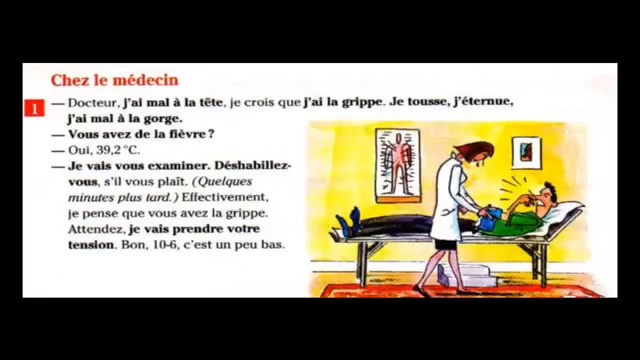 Chez le médecin
1
— Docteur, j'ai mal à la tête, je crois que j'ai la grippe. Je tousse, j'éternue,
j'ai mal à la gorge.
— Vous avez de la fièvre ?
— Oui, 39,2 °C.
— Je vais vous examiner. Déshabillez-
vous, s'il vous plaît. (Quelques
minutes plus tard.) Effectivement,
je pense que vous avez la grippe.
Attendez, je vais prendre votre
tension. Bon, 10-6, c'est un peu bas.